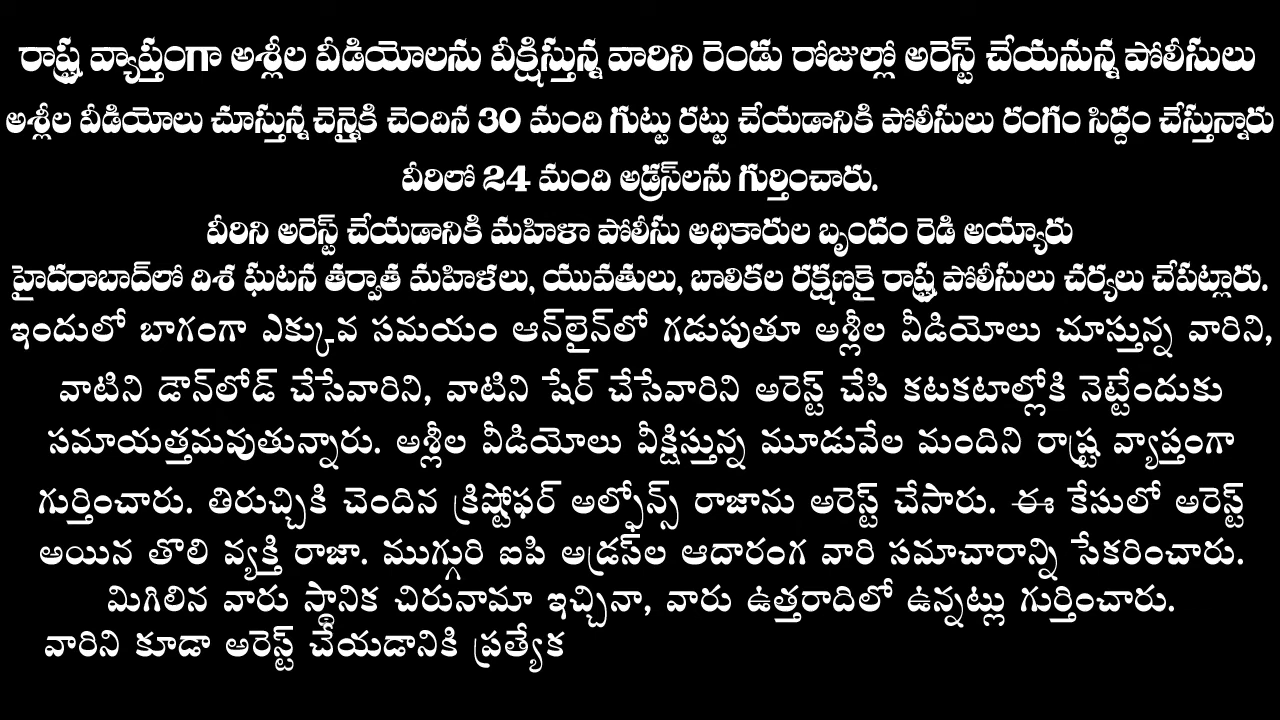 రాష్ట్ర వ్యాప్తంగా అశ్లీల వీడియోలను వీక్షిస్తున్న వారిని రెండు రోజుల్లో అరెస్ట్ చేయనున్న పోలీసులు
అశ్లీల వీడియోలు చూస్తున్న చెన్నైకి చెందిన 30 మంది గుట్టు రట్టు చేయడానికి పోలీసులు రంగం సిద్దం చేస్తున్నారు
వీరిలో 24 మంది అడ్రస్‌లను గుర్తించారు.
వీరిని అరెస్ట్ చేయడానికి మహిళా పోలీసు అధికారుల బృందం రెడి అయ్యారు
హైదరాబాద్‌లో దిశ ఘటన తర్వాత మహిళలు, యువతులు, బాలికల రక్షణకై రాష్ట్ర పోలీసులు చర్యలు చేపట్లారు.
ఇందులో బాగంగా ఎక్కువ సమయం ఆన్‌లైన్‌లో గడుపుతూ అశ్లీల వీడియోలు చూస్తున్న వారిని,
వాటిని డౌన్‌లోడ్ చేసేవారిని, వాటిని షేర్ చేసేవారిని అరెస్ట్ చేసి కటకటాల్లోకి నెట్టేందుకు
సమాయత్తమవుతున్నారు. అశ్లీల వీడియోలు వీక్షిస్తున్న మూడువేల మందిని రాష్ట్ర వ్యాప్తంగా
గుర్తించారు. తిరుచ్చికి చెందిన క్రిష్టోఫర్ అల్ఫోన్స్ రాజాను అరెస్ట్ చేసారు. ఈ కేసులో అరెస్ట్
అయిన తొలి వ్యక్తి రాజా. ముగ్గురి ఐపి అడ్రస్‌ల ఆదారంగ వారి సమాచారాన్ని సేకరించారు.
మిగిలిన వారు స్థానిక చిరునామా ఇచ్చినా, వారు ఉత్తరాదిలో ఉన్నట్లు గుర్తించారు.
వారిని కూడా అరెస్ట్ చేయడానికి ప్రత్యేక